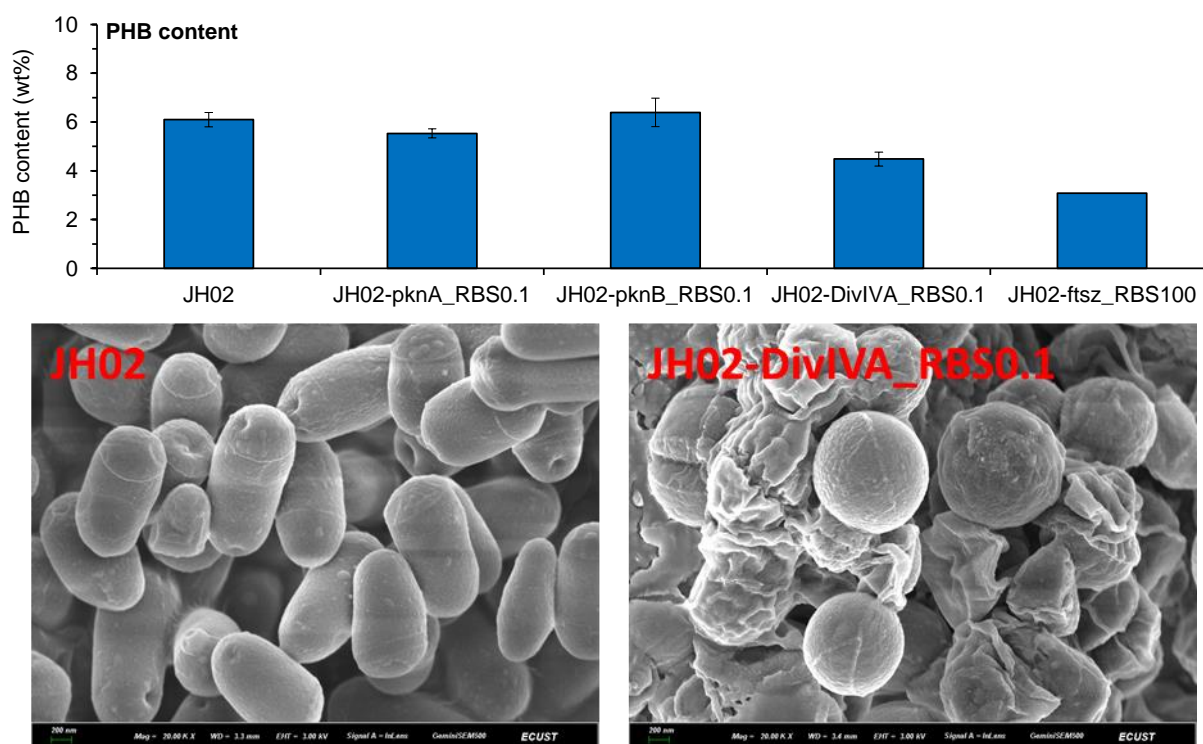 PHB content
PHB content (wt%)
10
8
6
4
2
0
JH02 JH02-pknA_RBS0.1 JH02-pknB_RBS0.1 JH02-DivIVA_RBS0.1 JH02-ftsz_RBS100
JH02
JH02-DivIVA_RBS0.1
200 nm Mag = 20.00 K X WD = 3.3 mm EHT = 3.00 kV Signal A = InLens GeminiSEM500 ECUST
200 nm Mag = 20.00 K X WD = 3.4 mm EHT = 3.00 kV Signal A = InLens GeminiSEM500 ECUST